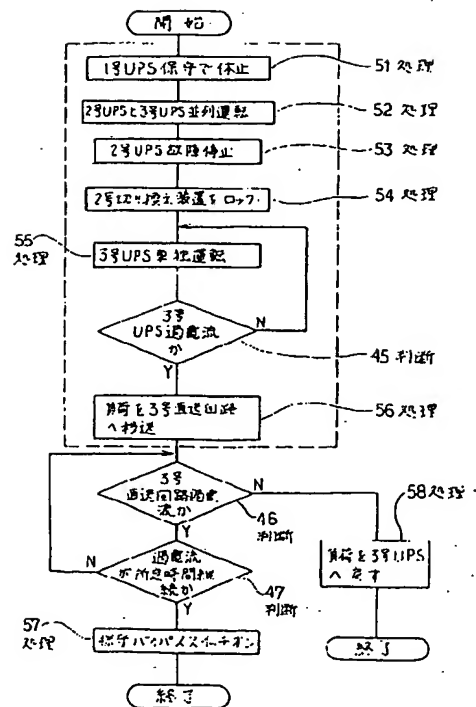 開始
1号UPS保守で休止
51 処理
2号UPSと3号UPS並列運転
52 処理
2号UPS故障停止
53 処理
2号切り換え装置をロック
54 処理
55
処理
3号UPS単独運転
3号
UPS過電流
か
N
Y
45 判断
負荷を3号直送回路
へ移送
56 処理
3号
直送回路過電
流か
N
Y
46
判断
58 処理
過電流
が所定時間継
続か
N
Y
47
判断
負荷を3号UPS
へ戻す
57
処理
保守バイパススイッチオン
終了
終了